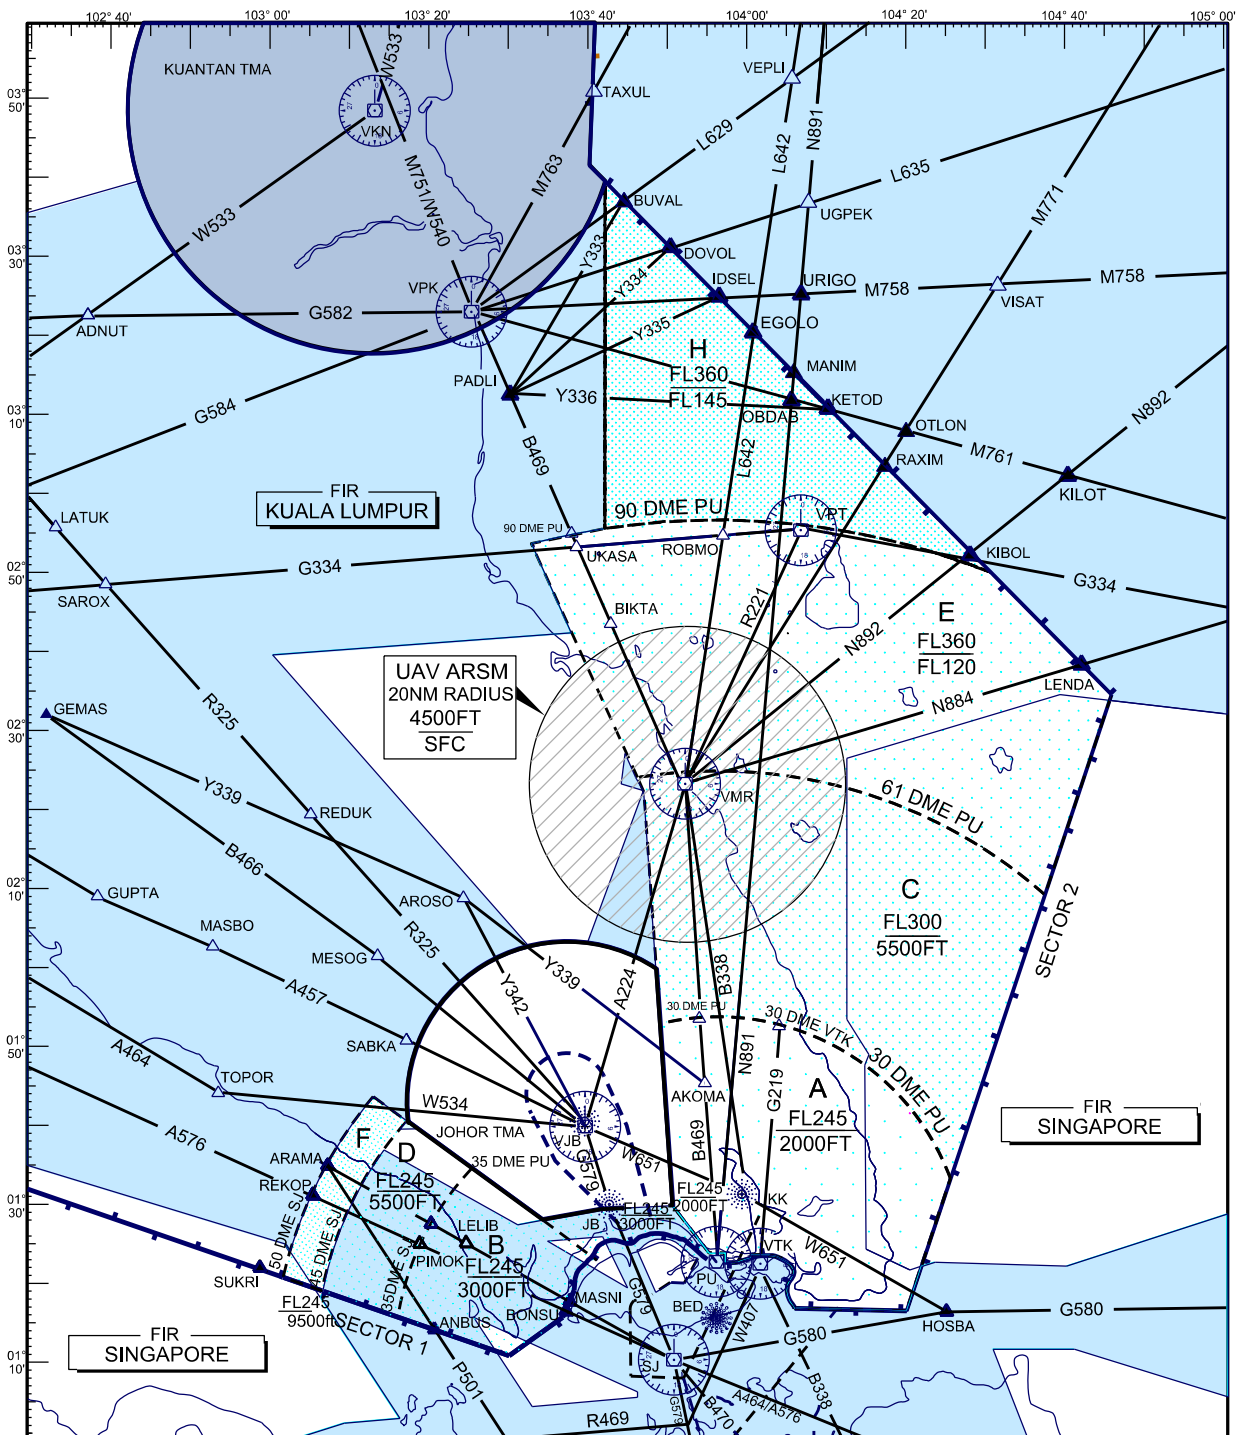 102°40' 103°00' 103°20' 103°40' 104°00' 104°20' 104°40' 105°00'
KUANTAN TMA
W533
VEPLI
03°
50'
TAXUL
VKN
L629
L642
N891
M763
L635
M751/W540
BUVAL
UGPEK
M771
W533
Y333
03°
30'
DOVOL
Y334
VPK
IDSEL
URIGO
M758
M758
VISAT
G582
ADNUT
Y335
EGOLO
H
FL360
FL145
MANIM
PADLI
Y336
KETOD
OBDAB
G584
03°
10'
N892
OTLON
B469
L642
RAXIM
M761
KILOT
FIR
KUALA LUMPUR
LATUK
90 DME PU
VPT
90 DME PU
UKASA
ROBMO
KIBOL
G334
G334
02°
50'
SAROX
BIKTA
R221
E
FL360
FL120
N892
UAV ARSM
20NM RADIUS
4500FT
SFC
LENDA
N884
GEMAS
R325
02°
30'
Y339
VMR
61 DME PU
REDUK
B466
02°
10'
GUPTA
AROSO
C
FL300
5500FT
MASBO
R325
SECTOR 2
MESOG
Y339
Y342
A224
B338
A457
30 DME PU
30 DME VTK
SABKA
01°
50'
A464
N891
30 DME PU
TOPOR
AKOMA
G219
A
FL245
2000FT
W534
FIR
SINGAPORE
JOHOR TMA
VJB
A576
F
D
FL245
5500FT
35 DME PU
G579
W651
B469
ARAMA
REKOP
FL245
2000FT
KK
01°
30'
JB
FL245
3000FT
LELIB
50 DME SJ
45 DME SJ
35DME SJ
PIMOK
B
FL245
3000FT
VTK
W651
SUKRI
PU
G579
MASNI
BONSU
BED
W407
FL245
9500ft
SECTOR 1
ANBUS
HOSBA
G580
G580
FIR
SINGAPORE
01°
10'
SJ
P501
B338
A464/A576
G579
B470
R469